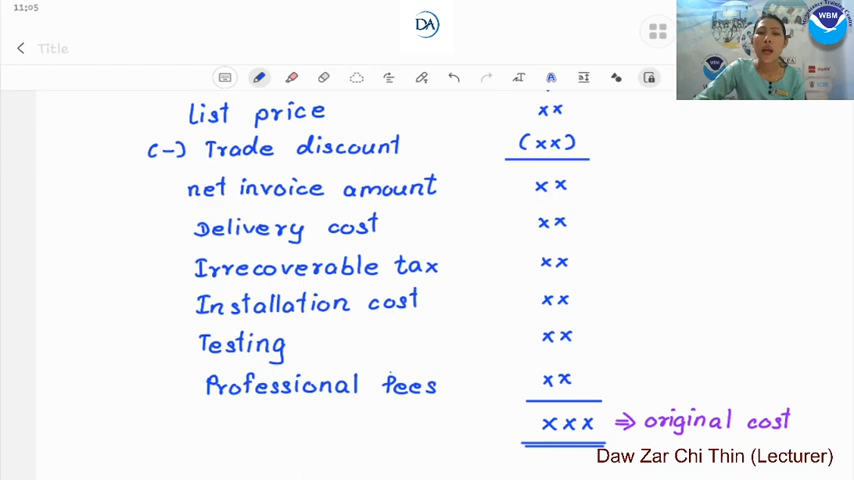 11:05
DA
WBM
Title
List price xx
(-) Trade discount (xx)
net invoice amount xx
Delivery cost xx
Irrecoverable tax xx
Installation cost xx
Testing xx
Professional fees xx
xxx ⇒ original cost
Daw Zar Chi Thin (Lecturer)